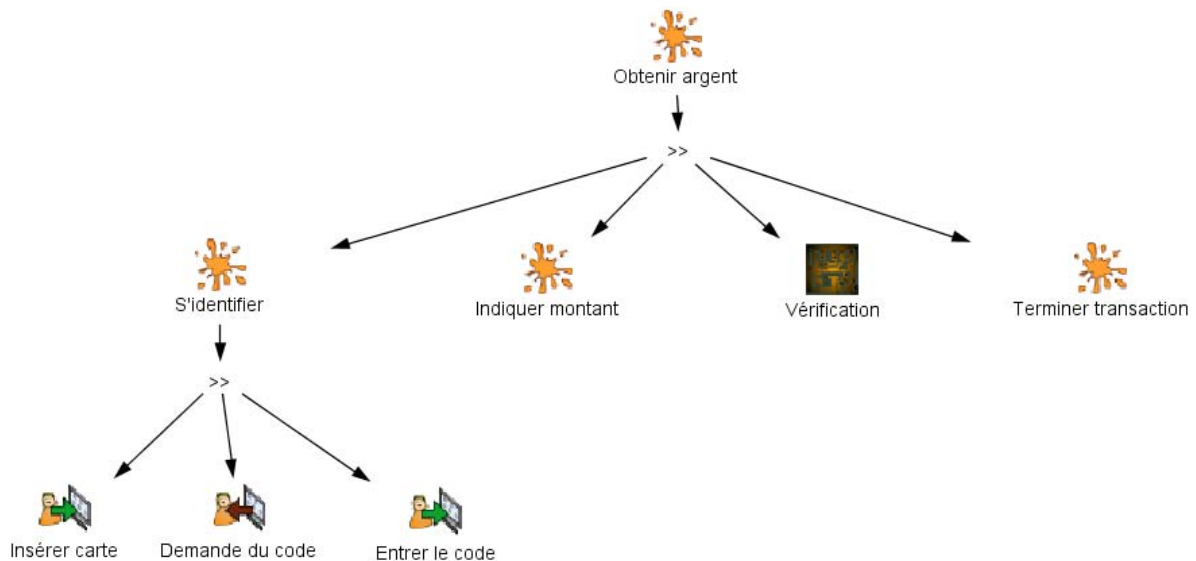 Obtenir argent
>>
S'identifier
Indiquer montant
Vérification
Terminer transaction
>>
Insérer carte
Demande du code
Entrer le code